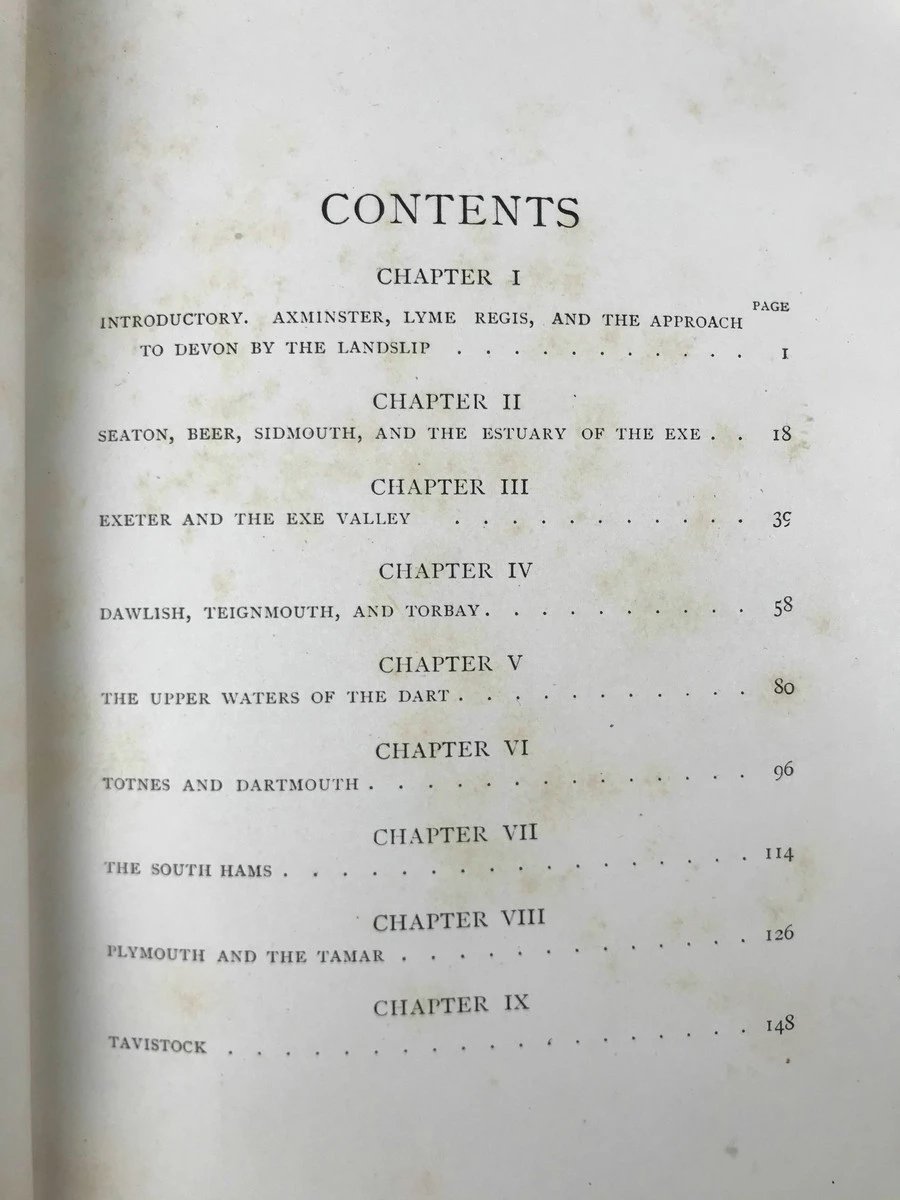 CONTENTS
CHAPTER I
PAGE
INTRODUCTORY. AXMINSTER, LYME REGIS, AND THE APPROACH
TO DEVON BY THE LANDSLIP . . . . . . . . . . . 1
CHAPTER II
SEATON, BEER, SIDMOUTH, AND THE ESTUARY OF THE EXE . . 18
CHAPTER III
EXETER AND THE EXE VALLEY . . . . . . . . . . . 39
CHAPTER IV
DAWLISH, TEIGNMOUTH, AND TORBAY. . . . . . . . . . 58
CHAPTER V
THE UPPER WATERS OF THE DART . . . . . . . . . . . 80
CHAPTER VI
TOTNES AND DARTMOUTH . . . . . . . . . . . . . . 96
CHAPTER VII
THE SOUTH HAMS . . . . . . . . . . . . . . . . . 114
CHAPTER VIII
PLYMOUTH AND THE TAMAR . . . . . . . . . . . . . 126
CHAPTER IX
TAVISTOCK . . . . . . . . . . . . . . . . . . . 148